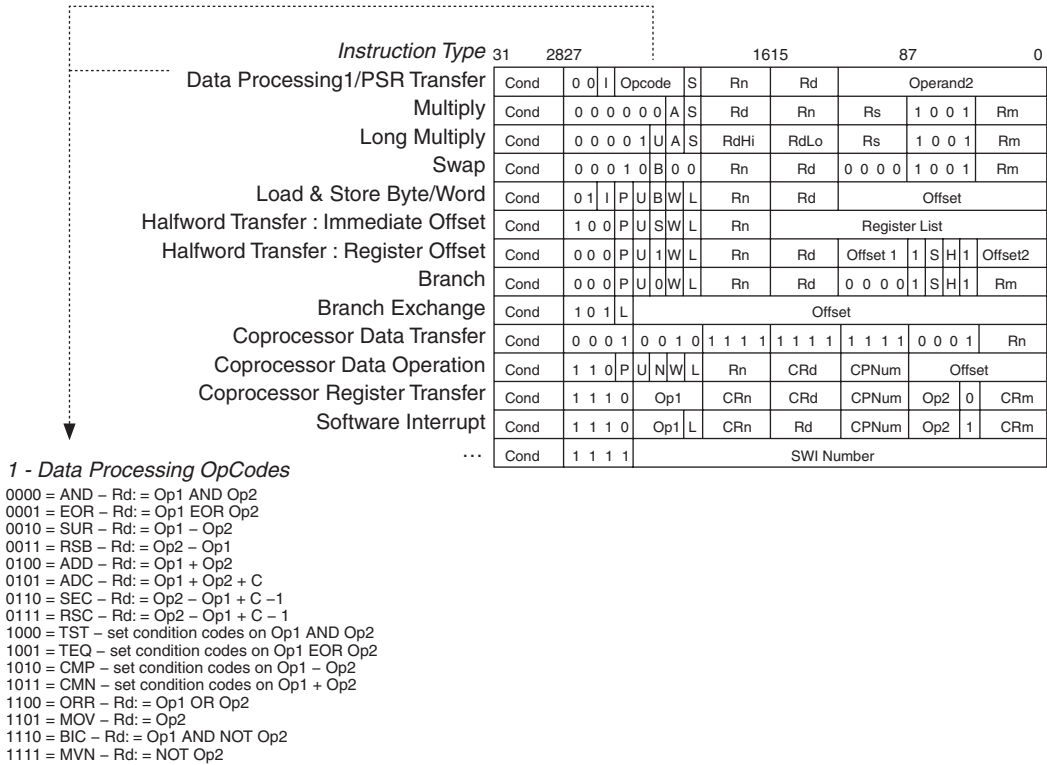 Instruction Type 31 2827 1615 87 0
Data Processing1/PSR Transfer Cond 0 0 I Opcode S Rn Rd Operand2
Multiply Cond 0 0 0 0 0 0 A S Rd Rn Rs 1 0 0 1 Rm
Long Multiply Cond 0 0 0 0 1 U A S RdHi RdLo Rs 1 0 0 1 Rm
Swap Cond 0 0 0 1 0 B 0 0 Rn Rd 0 0 0 0 1 0 0 1 Rm
Load & Store Byte/Word Cond 0 1 I P U B W L Rn Rd Offset
Halfword Transfer : Immediate Offset Cond 1 0 0 P U S W L Rn Register List
Halfword Transfer : Register Offset Cond 0 0 0 P U 1 W L Rn Rd Offset 1 1 S H 1 Offset2
Branch Cond 0 0 0 P U 0 W L Rn Rd 0 0 0 0 1 S H 1 Rm
Branch Exchange Cond 1 0 1 L Offset
Coprocessor Data Transfer Cond 0 0 0 1 0 0 1 0 1 1 1 1 1 1 1 1 1 1 1 1 0 0 0 1 Rn
Coprocessor Data Operation Cond 1 1 0 P U N W L Rn CRd CPNum Offset
Coprocessor Register Transfer Cond 1 1 1 0 Op1 CRn CRd CPNum Op2 0 CRm
Software Interrupt Cond 1 1 1 0 Op1 L CRn Rd CPNum Op2 1 CRm
... Cond 1 1 1 1 SWI Number
1 - Data Processing OpCodes
0000 = AND – Rd: = Op1 AND Op2
0001 = EOR – Rd: = Op1 EOR Op2
0010 = SUR – Rd: = Op1 – Op2
0011 = RSB – Rd: = Op2 – Op1
0100 = ADD – Rd: = Op1 + Op2
0101 = ADC – Rd: = Op1 + Op2 + C
0110 = SEC – Rd: = Op2 – Op1 + C –1
0111 = RSC – Rd: = Op2 – Op1 + C – 1
1000 = TST – set condition codes on Op1 AND Op2
1001 = TEQ – set condition codes on Op1 EOR Op2
1010 = CMP – set condition codes on Op1 – Op2
1011 = CMN – set condition codes on Op1 + Op2
1100 = ORR – Rd: = Op1 OR Op2
1101 = MOV – Rd: = Op2
1110 = BIC – Rd: = Op1 AND NOT Op2
1111 = MVN – Rd: = NOT Op2